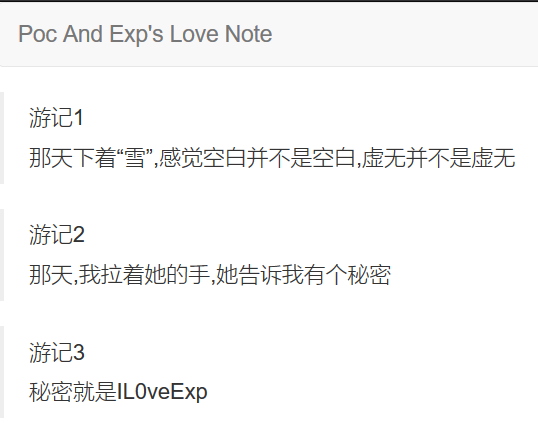 Poc And Exp's Love Note
游记1
那天下着“雪”,感觉空白并不是空白,虚无并不是虚无
游记2
那天,我拉着她的手,她告诉我有个秘密
游记3
秘密就是IL0veExp